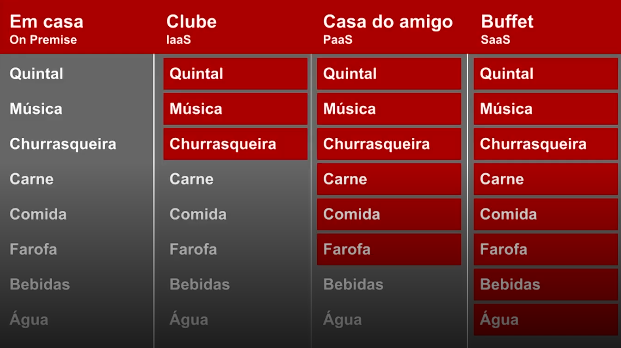 Em casa
On Premise
Clube
IaaS
Casa do amigo
PaaS
Buffet
SaaS
Quintal Quintal Quintal Quintal
Música Música Música Música
Churrasqueira Churrasqueira Churrasqueira Churrasqueira
Carne Carne Carne Carne
Comida Comida Comida Comida
Farofa Farofa Farofa Farofa
Bebidas Bebidas Bebidas Bebidas
Água Água Água Água